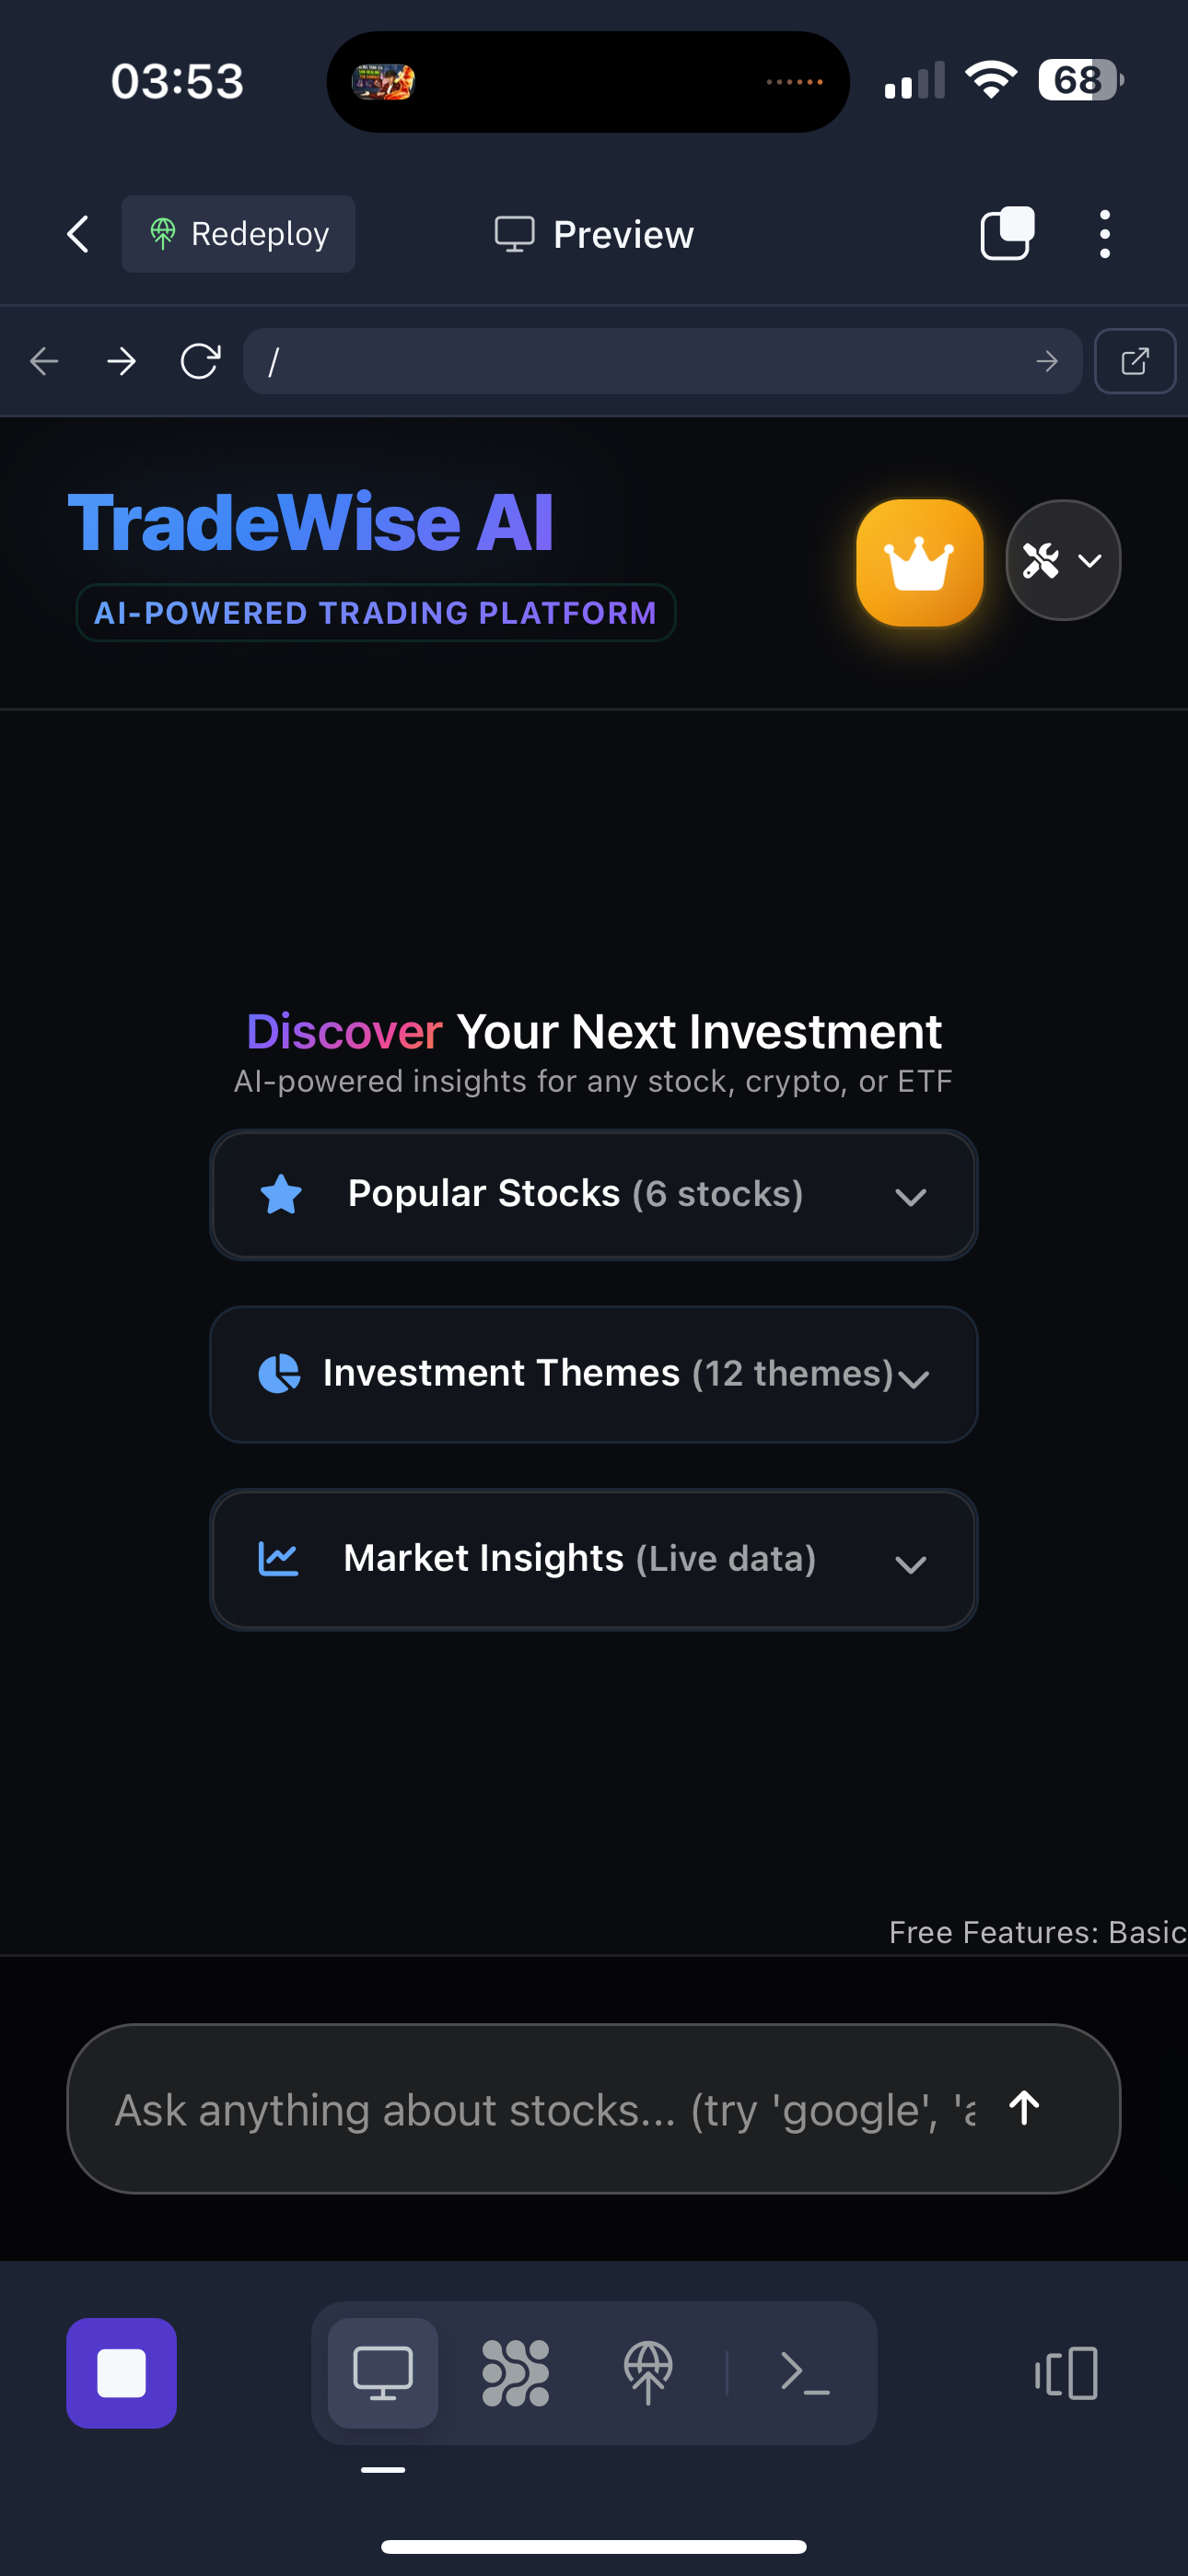 03:53
68
Redeploy
Preview
/
TradeWise AI
AI-POWERED TRADING PLATFORM
Discover Your Next Investment
AI-powered insights for any stock, crypto, or ETF
Popular Stocks (6 stocks)
Investment Themes (12 themes)
Market Insights (Live data)
Free Features: Basic
Ask anything about stocks... (try 'google', 'a